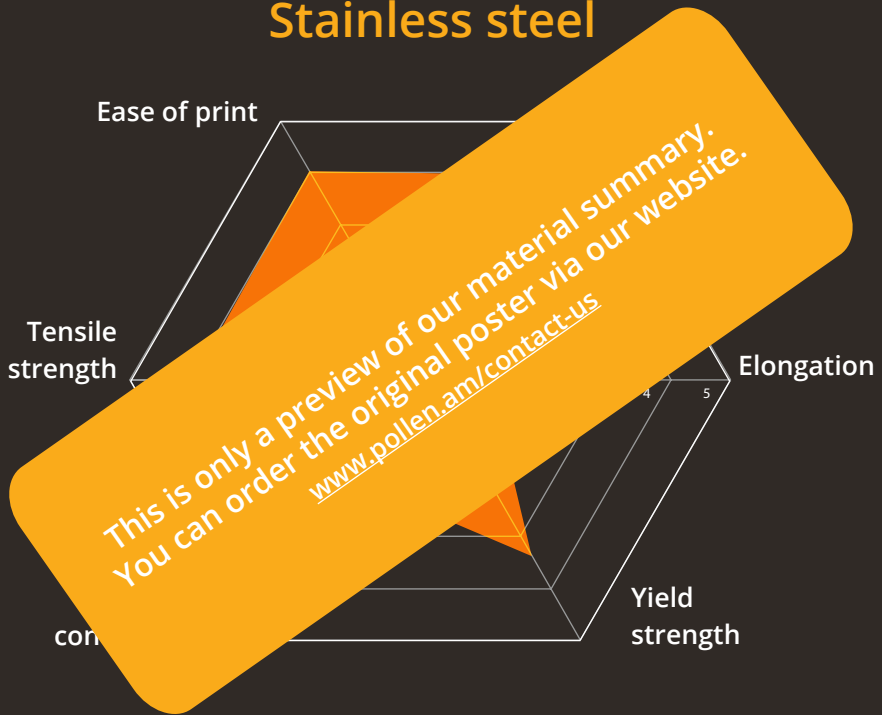 Stainless steel
Ease of print
This is only a preview of our material summary.
You can order the original poster via our website.
www.pollen.am/contact-us
Tensile
strength
Elongation
4
5
Yield
strength
con